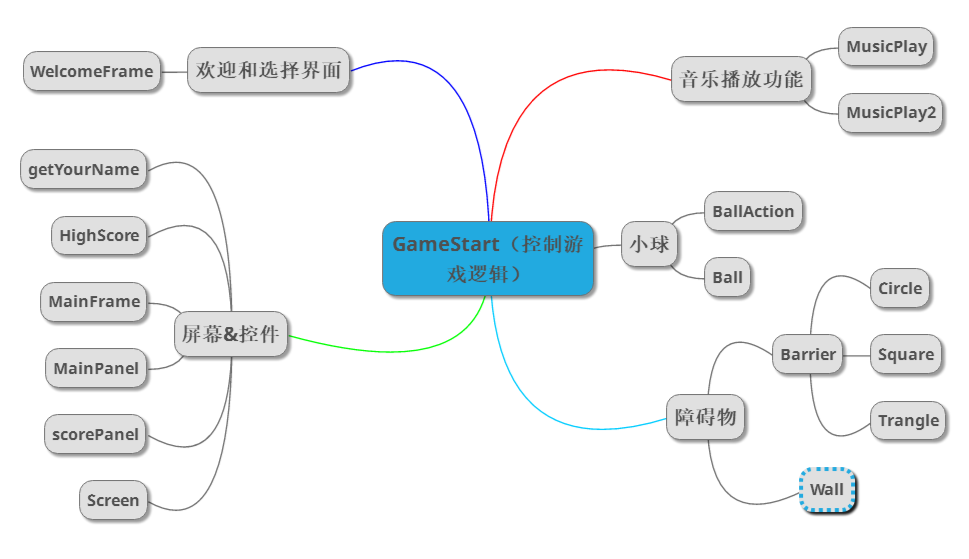 WelcomeFrame
欢迎和选择界面
getYourName
HighScore
MainFrame
MainPanel
scorePanel
Screen
屏幕&控件
GameStart（控制游
戏逻辑）
音乐播放功能
MusicPlay
MusicPlay2
小球
BallAction
Ball
障碍物
Barrier
Circle
Square
Trangle
Wall